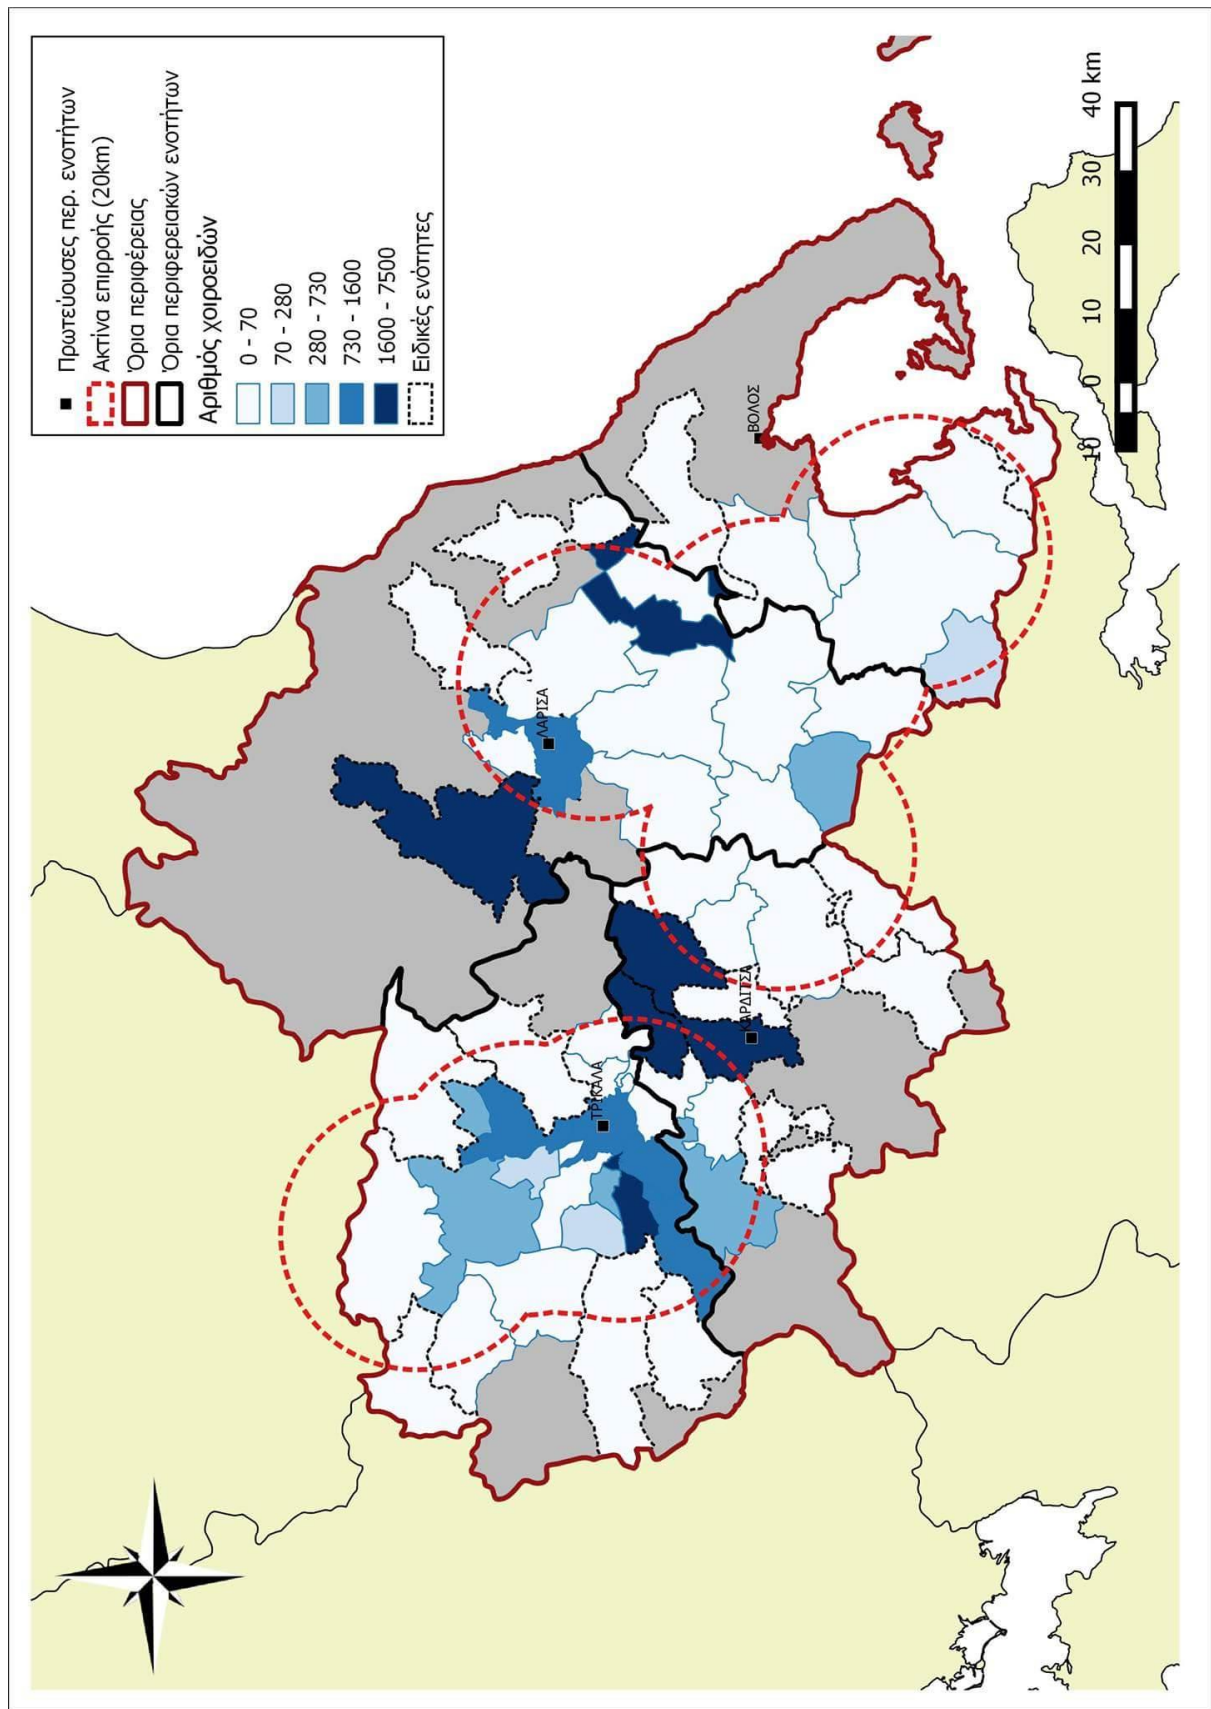 Πρωτεύουσες περ. ενοτήτων
Ακτίνα επιρροής (20km)
Όρια περιφέρειας
Όρια περιφερειακών ενοτήτων
Αριθμός χοιροειδών
0 - 70
70 - 280
280 - 730
730 - 1600
1600 - 7500
Ειδικές ενότητες
ΛΑΡΙΣΑ
ΤΡΙΚΑΛΑ
ΚΑΡΔΙΤΣΑ
ΒΟΛΟΣ
10 0 10 20 30 40 km